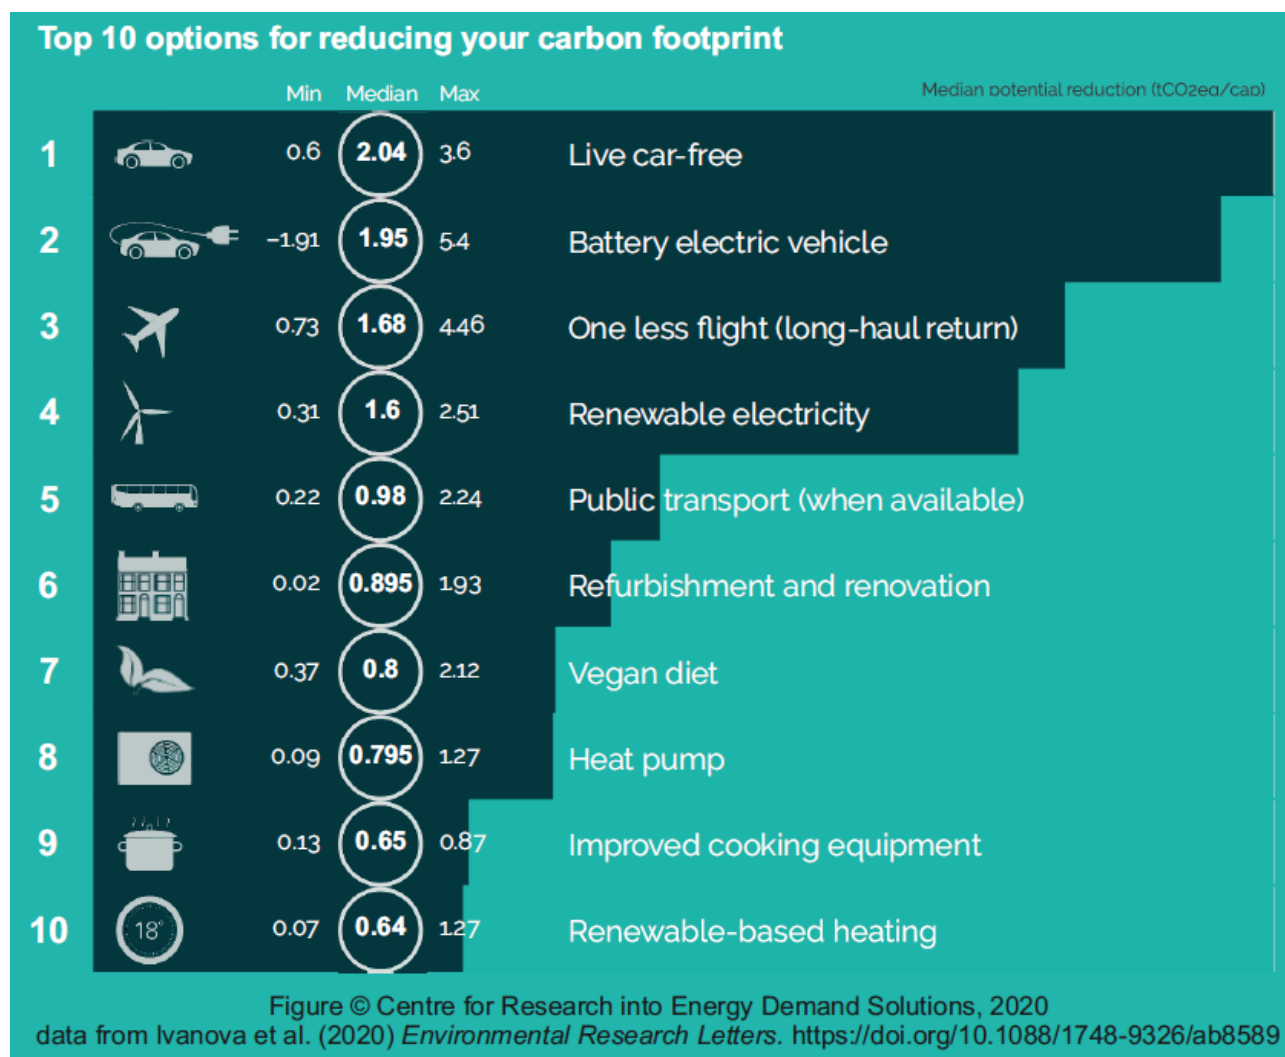 Top 10 options for reducing your carbon footprint
Min Median Max Median potential reduction (tCO2eq/cap)
1 0.6 2.04 3.6 Live car-free
2 −1.91 1.95 5.4 Battery electric vehicle
3 0.73 1.68 4.46 One less flight (long-haul return)
4 0.31 1.6 2.51 Renewable electricity
5 0.22 0.98 2.24 Public transport (when available)
6 0.02 0.895 1.93 Refurbishment and renovation
7 0.37 0.8 2.12 Vegan diet
8 0.09 0.795 1.27 Heat pump
9 0.13 0.65 0.87 Improved cooking equipment
10 18° 0.07 0.64 1.27 Renewable-based heating
Figure © Centre for Research into Energy Demand Solutions, 2020
data from Ivanova et al. (2020) Environmental Research Letters. https://doi.org/10.1088/1748-9326/ab8589